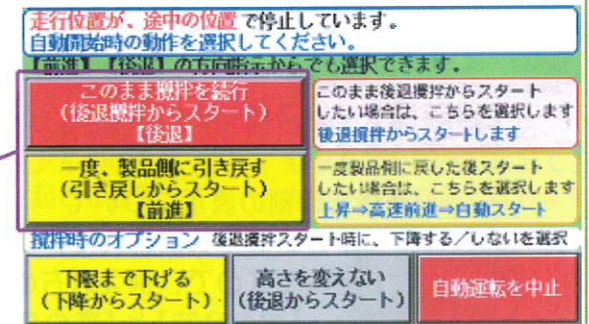 走行位置が、途中の位置で停止しています。
自動開始時の動作を選択してください。
【前進】【後退】の方向指示からでも選択できます。
このまま攪拌を続行
（後退攪拌からスタート）
【後退】
このまま後退攪拌からスタート
したい場合は、こちらを選択します
後退攪拌からスタートします
一度、製品側に引き戻す
（引き戻しからスタート）
【前進】
一度製品側に戻した後スタート
したい場合は、こちらを選択します
上昇⇒高速前進⇒自動スタート
攪拌時のオプション 後退攪拌スタート時に、下降する／しないを選択
下限まで下げる
（下降からスタート）
高さを変えない
（後退からスタート）
自動運転を中止